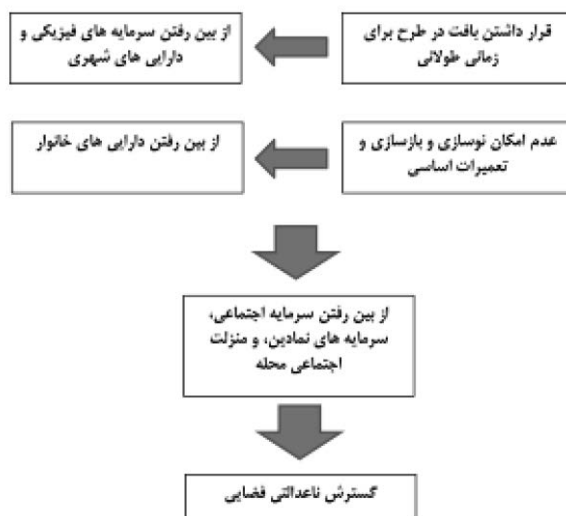 قرار داشتن بافت در طرح برای
زمانی طولانی
از بین رفتن سرمایه های فیزیکی و
دارایی های شهری
عدم امکان نوسازی و بازسازی و
تعمیرات اساسی
از بین رفتن دارایی های خانوار
از بین رفتن سرمایه اجتماعی،
سرمایه های نمادین، و منزلت
اجتماعی محله
گسترش ناعدالتی فضایی